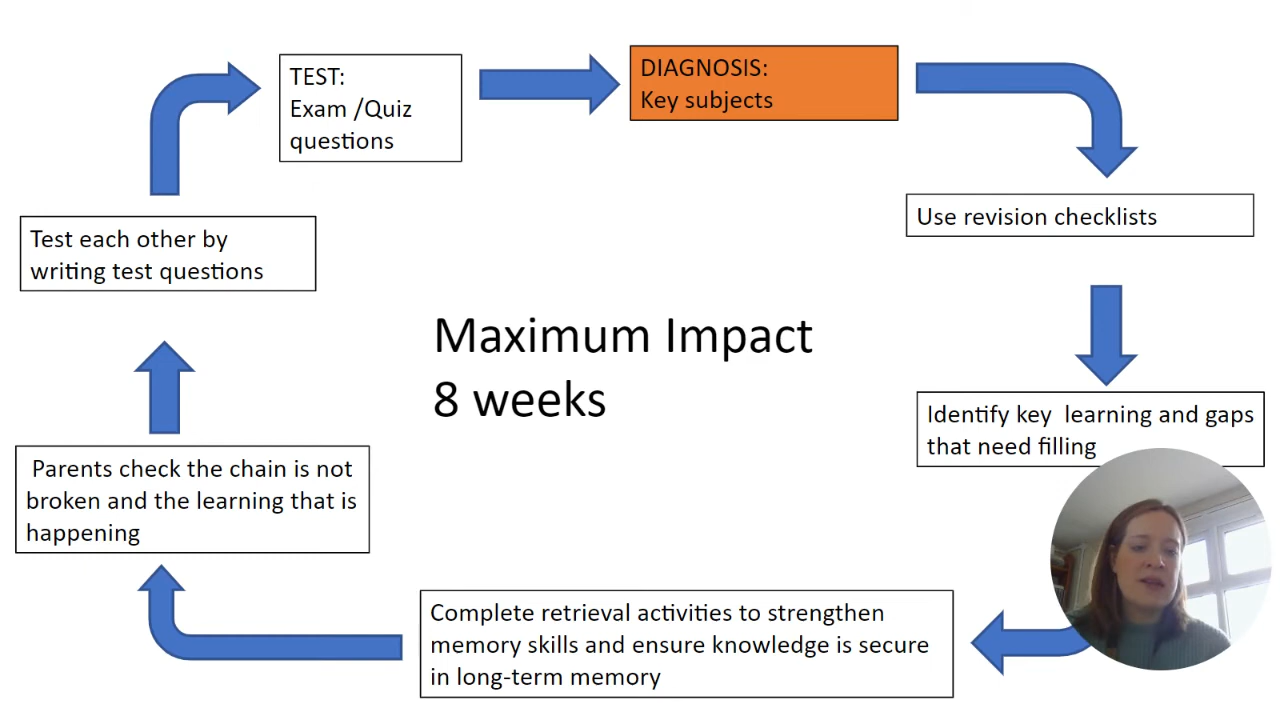 TEST:
Exam /Quiz
questions
DIAGNOSIS:
Key subjects
Use revision checklists
Identify key  learning and gaps
that need filling
Complete retrieval activities to strengthen
memory skills and ensure knowledge is secure
in long-term memory
Parents check the chain is not
broken and the learning that is
happening
Test each other by
writing test questions
Maximum Impact
8 weeks